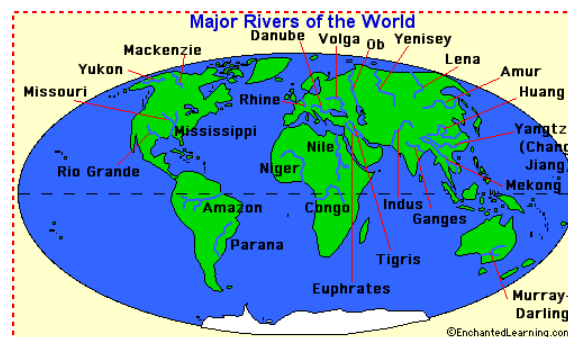 Major Rivers of the World
Danube
Volga
Ob
Yenisey
Mackenzie
Lena
Yukon
Amur
Missouri
Rhine
Huang
Mississippi
Nile
Yangtz
(Chang
Jiang)
Rio Grande
Niger
Mekong
Amazon
Congo
Indus
Ganges
Parana
Tigris
Euphrates
Murray-
Darling
©EnchantedLearning.com